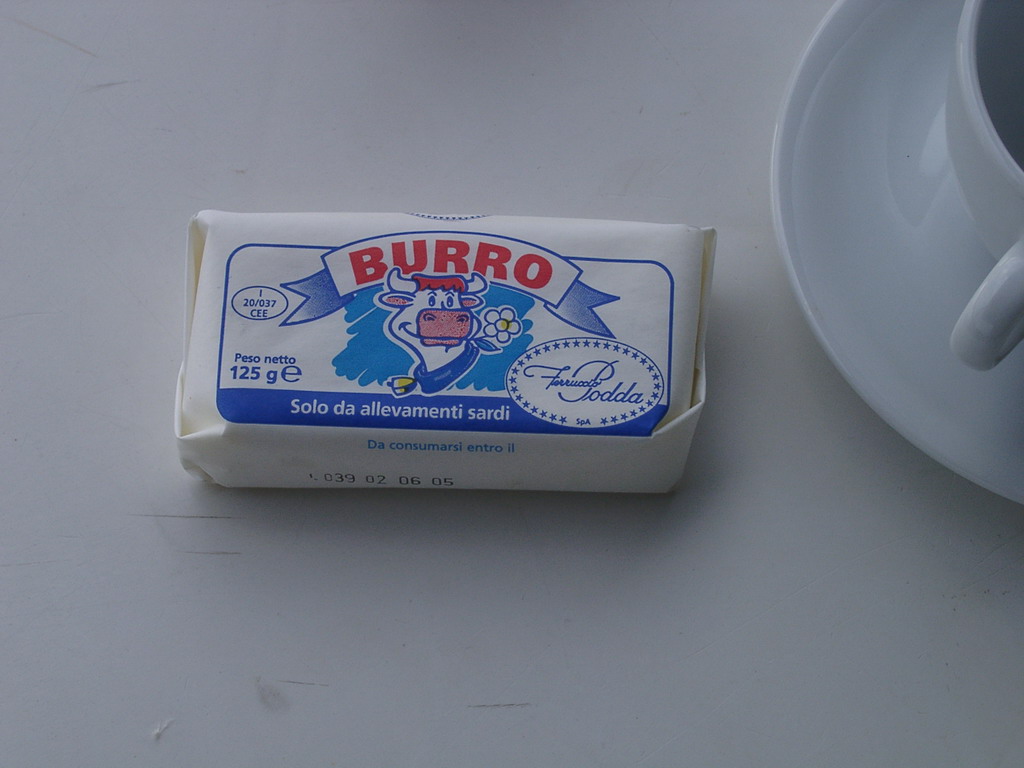 BURRO
I
20/037
CEE
Peso netto
125 g e
Ferruccio
Podda
SpA
Solo da allevamenti sardi
Da consumarsi entro il
L 039 02 06 05